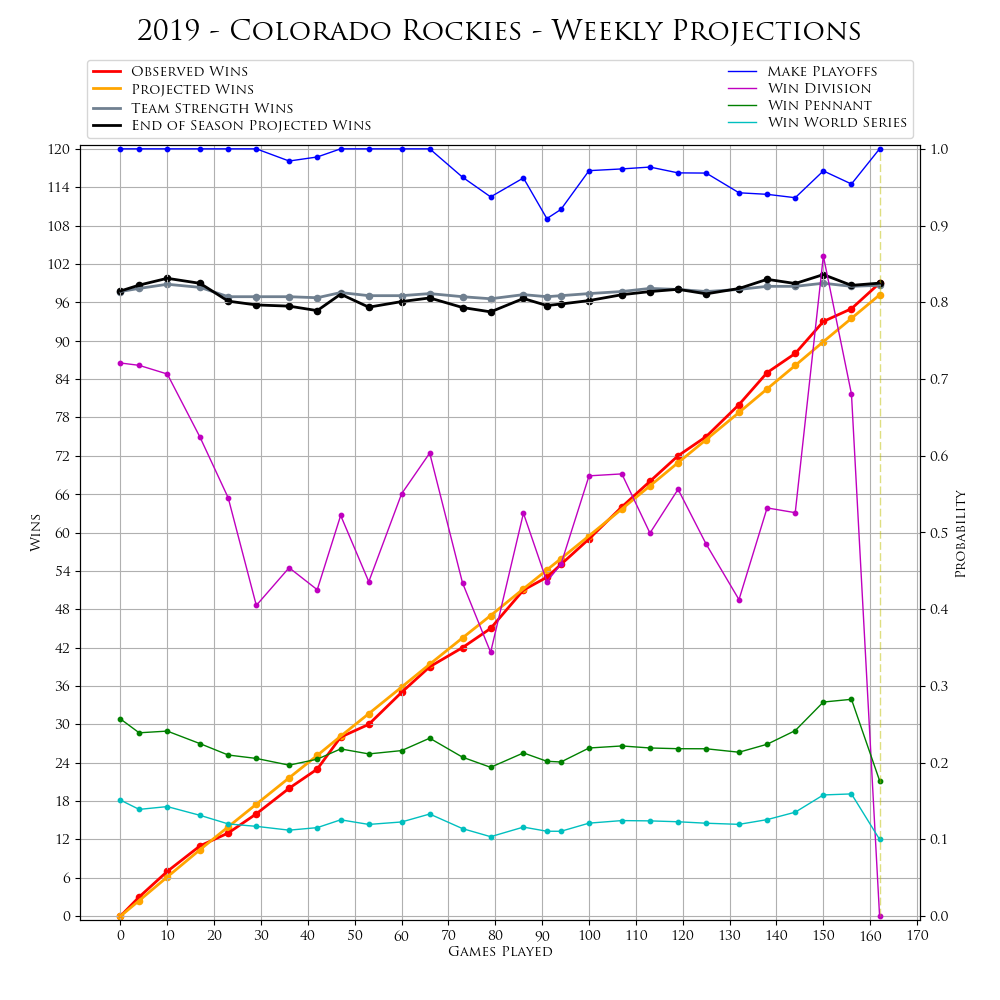 2019 - Colorado Rockies - Weekly Projections
Observed Wins
Projected Wins
Team Strength Wins
End of Season Projected Wins
Make Playoffs
Win Division
Win Pennant
Win World Series
120
114
108
102
96
90
84
78
72
66
60
54
48
42
36
30
24
18
12
6
0
Wins
1.0
0.9
0.8
0.7
0.6
0.5
0.4
0.3
0.2
0.1
0.0
Probability
0 10 20 30 40 50 60 70 80 90 100 110 120 130 140 150 160 170
Games Played